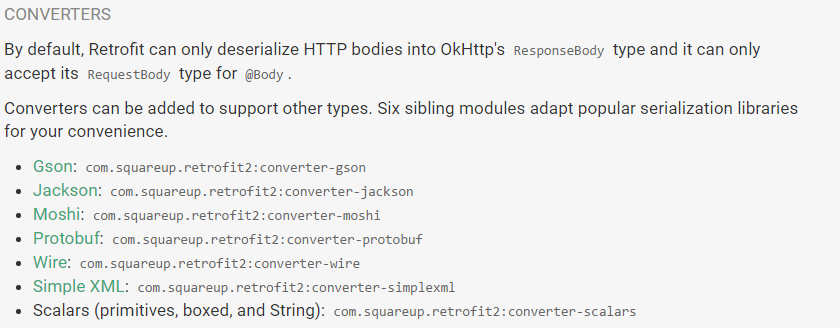 CONVERTERS
By default, Retrofit can only deserialize HTTP bodies into OkHttp's ResponseBody type and it can only
accept its RequestBody type for @Body.
Converters can be added to support other types. Six sibling modules adapt popular serialization libraries
for your convenience.
• Gson: com.squareup.retrofit2:converter-gson
• Jackson: com.squareup.retrofit2:converter-jackson
• Moshi: com.squareup.retrofit2:converter-moshi
• Protobuf: com.squareup.retrofit2:converter-protobuf
• Wire: com.squareup.retrofit2:converter-wire
• Simple XML: com.squareup.retrofit2:converter-simplexml
• Scalars (primitives, boxed, and String): com.squareup.retrofit2:converter-scalars